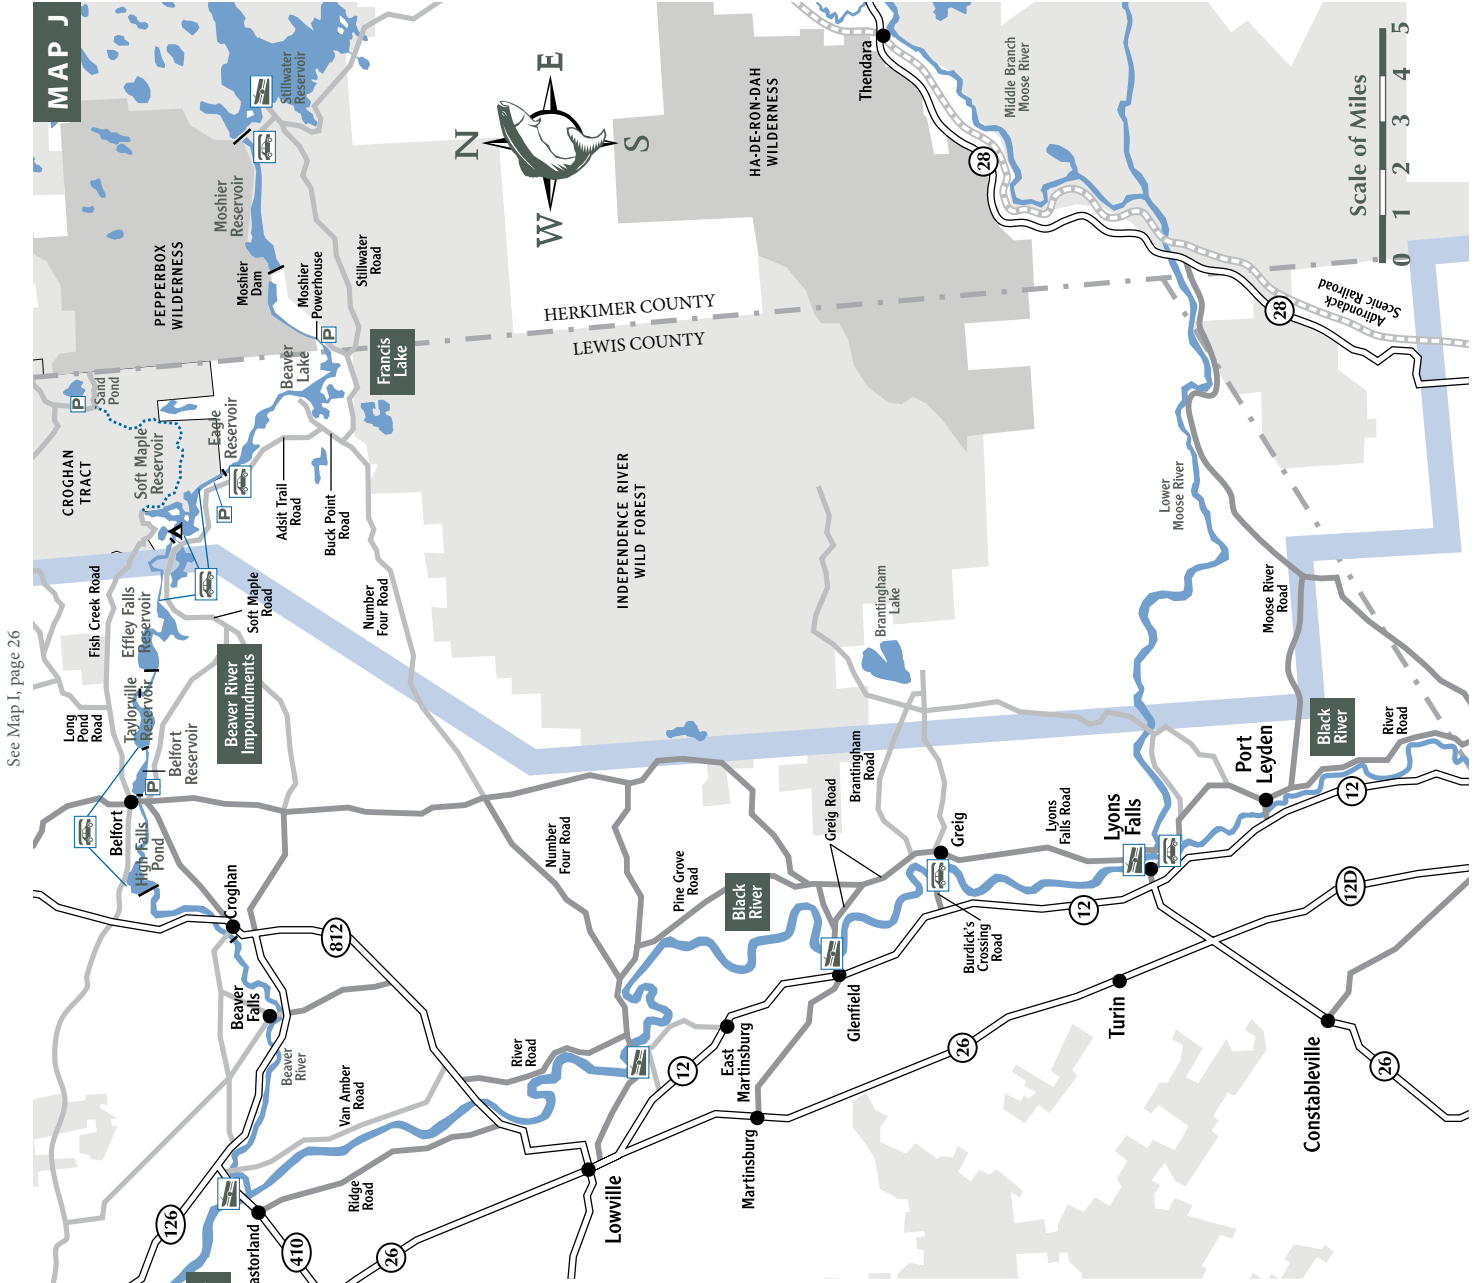 MAP J
See Map I, page 26
N
E
S
W
Scale of Miles
0 1 2 3 4 5
Stillwater
Reservoir
Moshier
Reservoir
PEPPERBOX
WILDERNESS
Moshier
Dam
Moshier
Powerhouse
Stillwater
Road
HA-DE-RON-DAH
WILDERNESS
Thendara
Middle Branch
Moose River
28
28
Adirondack
Scenic Railroad
HERKIMER COUNTY
LEWIS COUNTY
Francis
Lake
Beaver
Lake
P
Sand
Pond
P
CROGHAN
TRACT
Soft Maple
Reservoir
Eagle
Reservoir
P
Adsit Trail
Road
Buck Point
Road
INDEPENDENCE RIVER
WILD FOREST
Lower
Moose River
Fish Creek Road
Effley Falls
Reservoir
Soft Maple
Road
Number
Four Road
Brantingham
Lake
Moose River
Road
Long
Pond
Road
Taylorville
Reservoir
Belfort
Reservoir
Beaver River
Impoundments
P
Belfort
High Falls
Pond
Number
Four Road
Pine Grove
Road
Brantingham
Road
Greig Road
Greig
Lyons
Falls Road
Lyons
Falls
Port
Leyden
Black
River
River
Road
12
12D
12
Croghan
812
Black
River
Burdick's
Crossing
Road
Beaver
Falls
Beaver
River
River
Road
Van Amber
Road
Ridge
Road
12
East
Martinsburg
Glenfield
26
Turin
Martinsburg
Lowville
Constableville
26
126
astorland
410
26